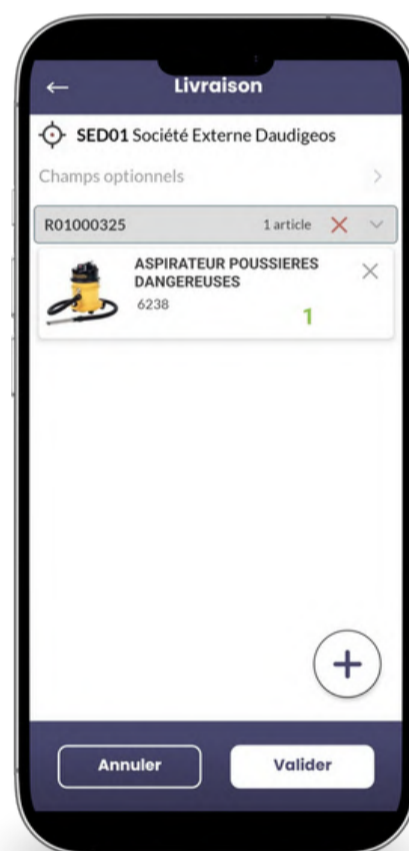 Livraison
SED01 Société Externe Daudigeos
Champs optionnels
R01000325 1 article
ASPIRATEUR POUSSIERES
DANGEREUSES
6238
1
Annuler Valider